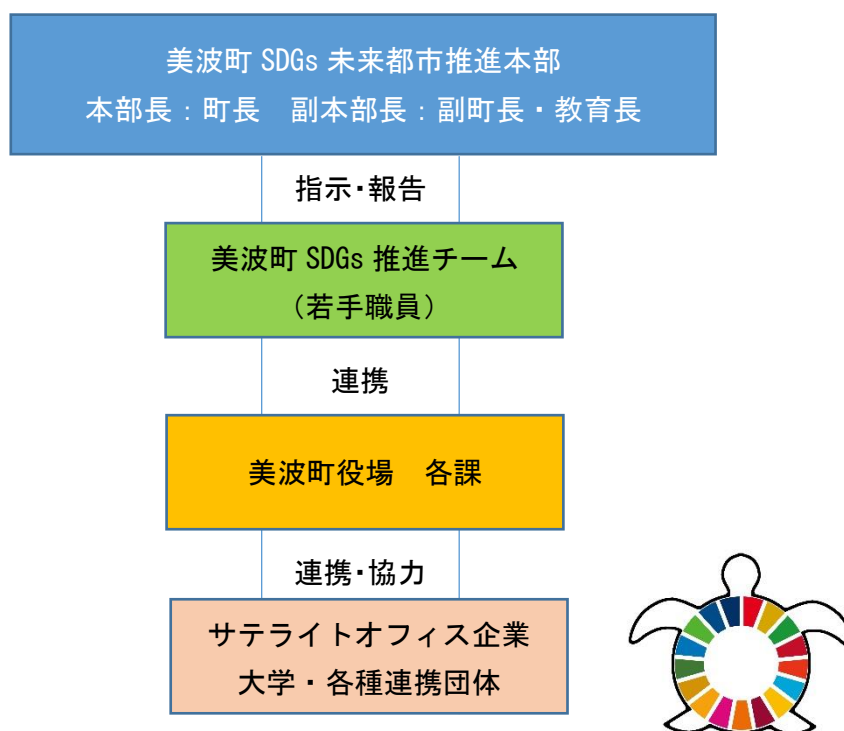 美波町 SDGs 未来都市推進本部
本部長：町長　副本部長：副町長・教育長
指示・報告
美波町 SDGs 推進チーム
（若手職員）
連携
美波町役場　各課
連携・協力
サテライトオフィス企業
大学・各種連携団体